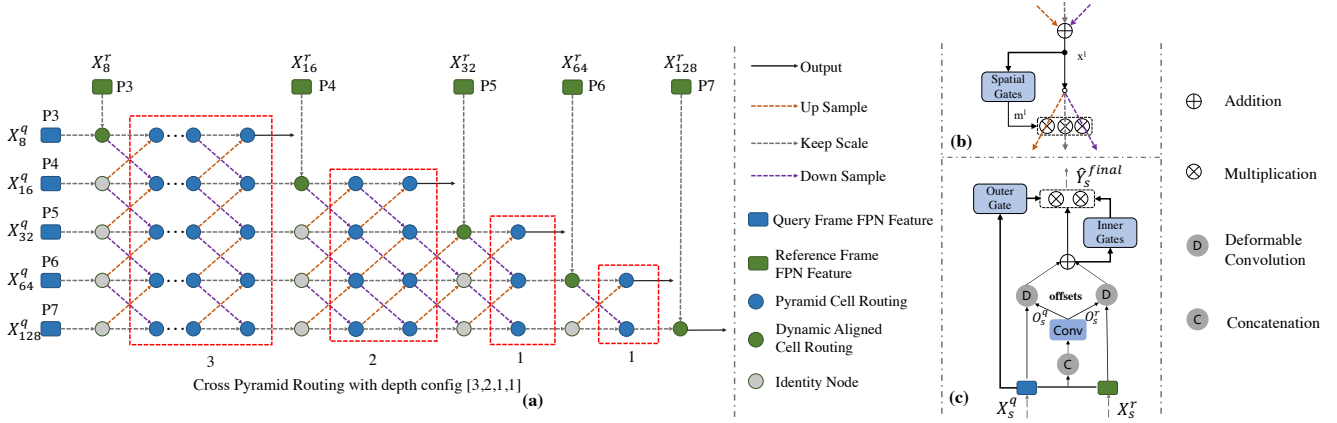 X_8^r
X_16^r
X_32^r
X_64^r
X_128^r
P3
P4
P5
P6
P7
P3
X_8^q
P4
X_16^q
P5
X_32^q
P6
X_64^q
P7
X_128^q
3
2
1
1
Cross Pyramid Routing with depth config [3,2,1,1]
(a)
Output
Up Sample
Keep Scale
Down Sample
Query Frame FPN Feature
Reference Frame
FPN Feature
Pyramid Cell Routing
Dynamic Aligned
Cell Routing
Identity Node
x^l
Spatial
Gates
m^l
(b)
Ŷ_s^final
Outer
Gate
Inner
Gates
D
offsets
D
O_s^q
O_s^r
Conv
C
(c)
X_s^q
X_s^r
Addition
Multiplication
D
Deformable
Convolution
C
Concatenation